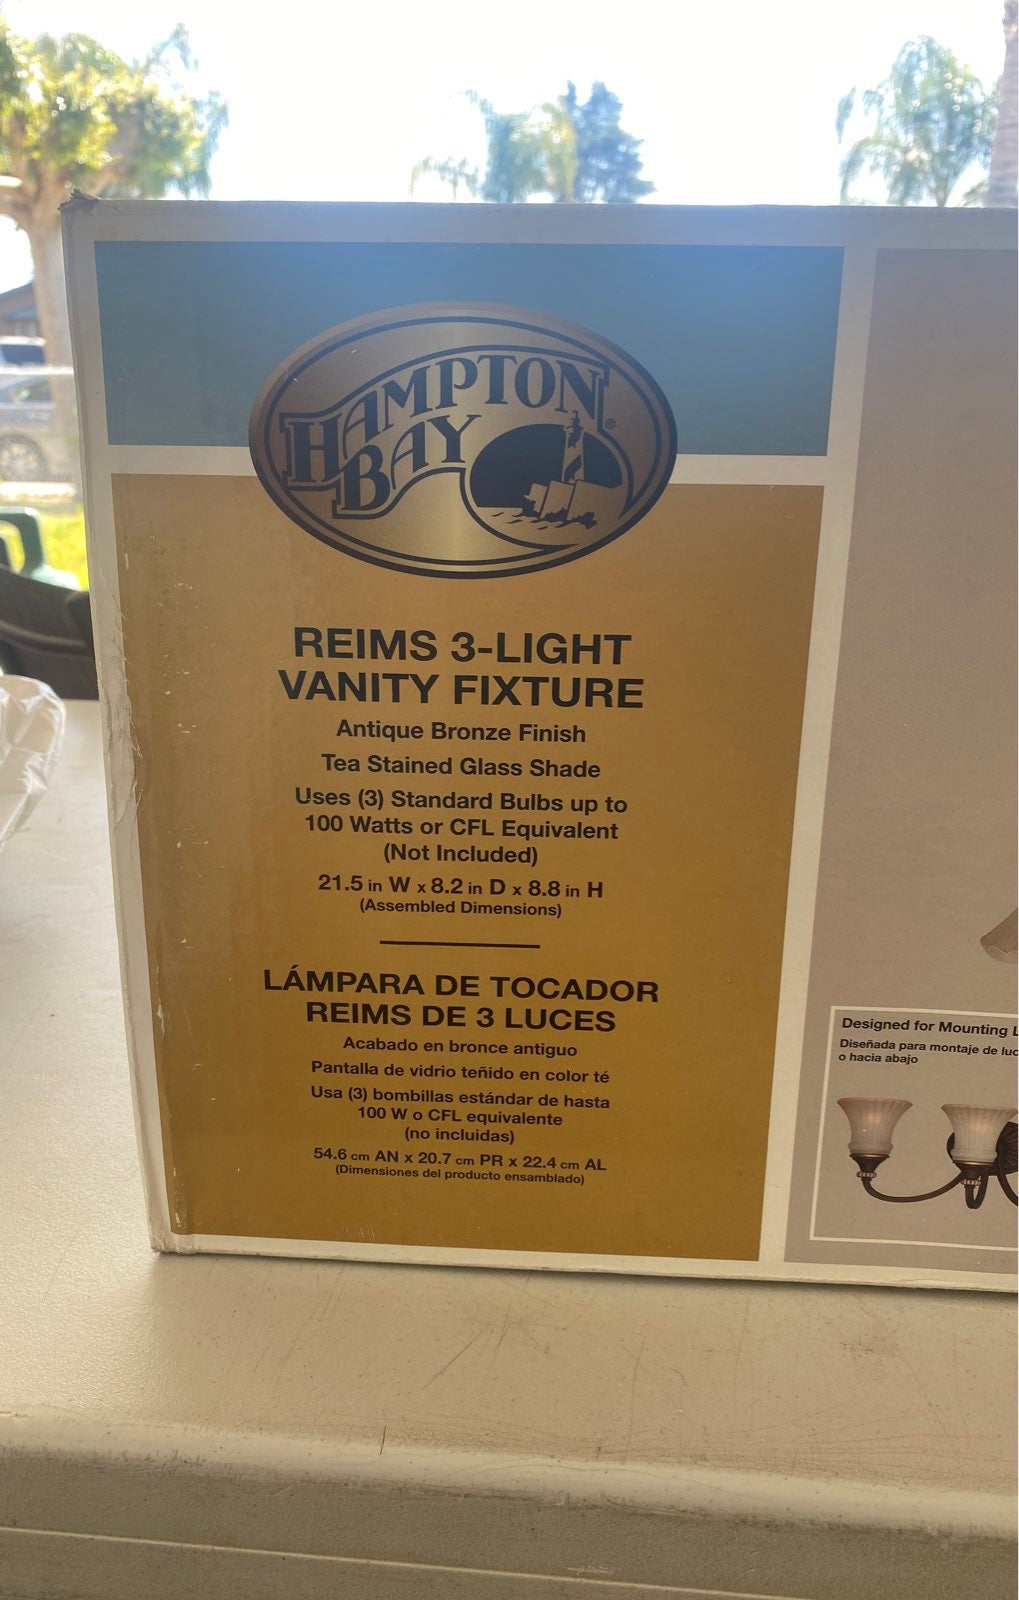 HAMPTON
BAY
®
REIMS 3-LIGHT
VANITY FIXTURE
Antique Bronze Finish
Tea Stained Glass Shade
Uses (3) Standard Bulbs up to
100 Watts or CFL Equivalent
(Not Included)
21.5 in W x 8.2 in D x 8.8 in H
(Assembled Dimensions)
LÁMPARA DE TOCADOR
REIMS DE 3 LUCES
Acabado en bronce antiguo
Pantalla de vidrio teñido en color té
Usa (3) bombillas estándar de hasta
100 W o CFL equivalente
(no incluidas)
54.6 cm AN x 20.7 cm PR x 22.4 cm AL
(Dimensiones del producto ensamblado)
Designed for Mounting
Diseñada para montaje de
o hacia abajo